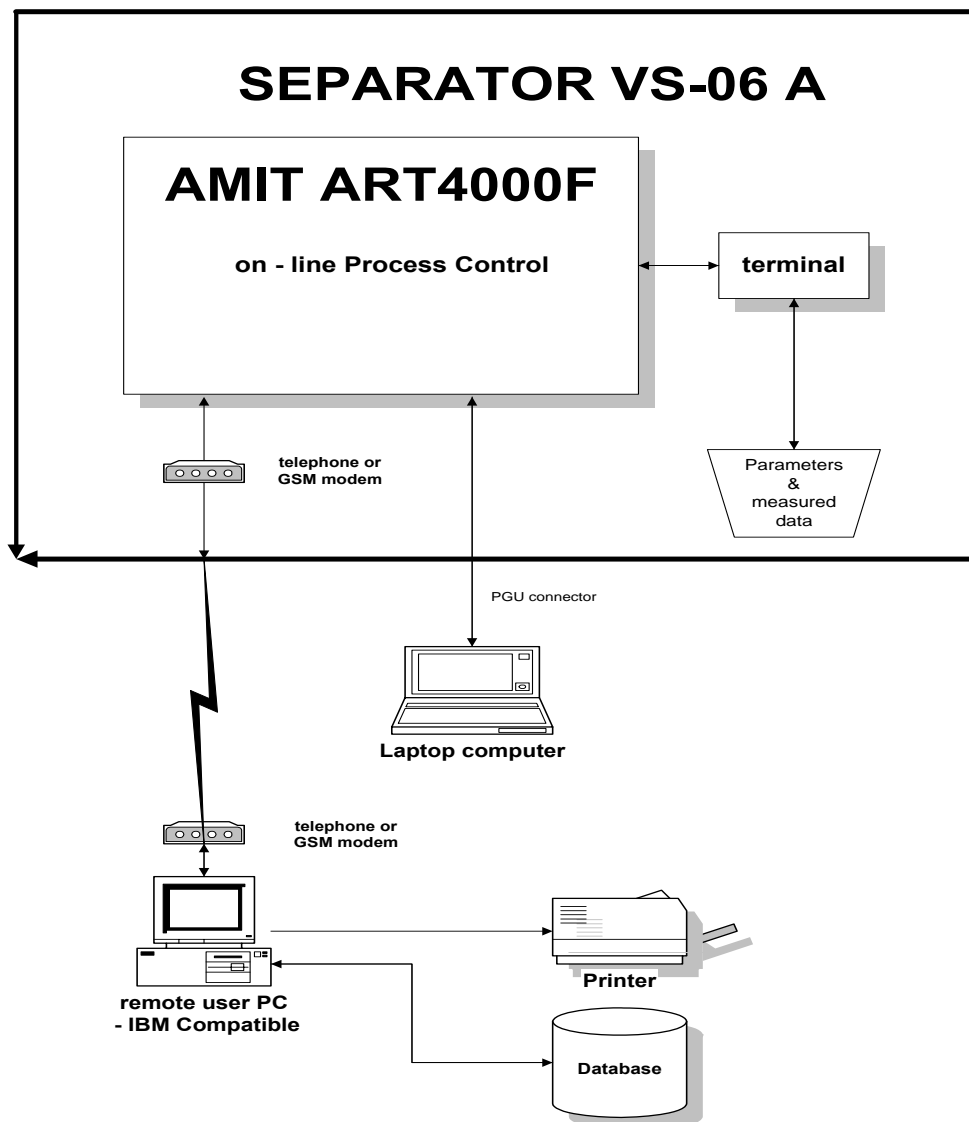 SEPARATOR VS-06 A
AMIT ART4000F
on - line Process Control
terminal
telephone or
GSM modem
Parameters
&
measured
data
PGU connector
Laptop computer
telephone or
GSM modem
Printer
remote user PC
- IBM Compatible
Database